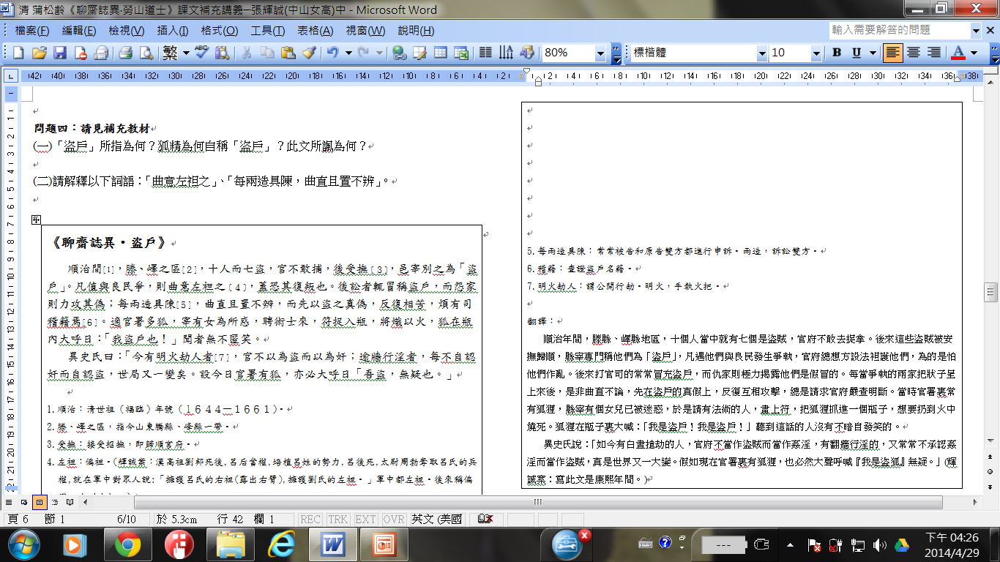 清 蒲松齡《聊齋誌異‧勞山道士》課文補充講義─張輝誠(中山女高)中 - Microsoft Word
檔案(F) 編輯(E) 檢視(V) 插入(I) 格式(O) 工具(T) 表格(A) 視窗(W) 說明(H) 輸入需要解答的問題
繁 80% 標楷體 10 B U A
問題四：請見補充教材
(一)「盜戶」所指為何？狐精為何自稱「盜戶」？此文所諷為何？
(二)請解釋以下詞語：「曲意左袒之」、「每兩造具陳，曲直且置不辨」。
《聊齋誌異‧盜戶》
順治間[1]，滕、嶧之區[2]，十人而七盜，官不敢捕，後受撫〔3〕，邑宰別之為「盜
戶」。凡值與良民爭，則曲意左袒之〔4〕，蓋恐其復叛也。後訟者輒冒稱盜戶，而怨家
則力攻其偽；每兩造具陳[5]，曲直且置不辨，而先以盜之真偽，反復相苦，煩有司
稽籍焉[6]。適官署多狐，宰有女為所惑，聘術士來，符捉入瓶，將熾以火，狐在瓶
內大呼曰：「我盜戶也！」聞者無不匿笑。
異史氏曰：「今有明火劫人者[7]，官不以為盜而以為奸；逾牆行淫者，每不自認
奸而自認盜，世局又一變矣。設今日官署有狐，亦必大呼曰「吾盜，無疑也。」
1.順治：清世祖（福臨）年號（１６４４－１６６１）。
2.滕、嶧之區，指今山東滕縣、嶧縣一帶。
3.受撫：接受招撫，即歸順官府。
4.左袒：偏袒。(輝誠案：漢高祖劉邦死後,呂后當權,培植呂姓的勢力,呂後死,太尉周勃奪取呂氏的兵
權,就在軍中對眾人說:「擁護呂氏的右袒(露出右臂),擁護劉氏的左袒。」軍中都左袒。後來稱偏
5.每兩造具陳：常常被告和原告雙方都進行申訴。兩造，訴訟雙方。
6.稽籍：查證盜戶名籍。
7.明火劫人：謂公開行劫。明火，手執火把。
翻譯：
順治年間，滕縣、嶧縣地區，十個人當中就有七個是盜賊，官府不敢去捉拿。後來這些盜賊被安
撫歸順，縣宰專門稱他們為「盜戶」，凡遇他們與良民發生爭執，官府總想方設法袒護他們，為的是怕
他們作亂。後來打官司的常常冒充盜戶，而仇家則極力揭露他們是假冒的。每當爭執的兩家把狀子呈
上來後，是非曲直不論，先在盜戶的真假上，反復互相攻擊，總是請求官府嚴查明斷。當時官署裏常
有狐狸，縣宰有個女兒已被迷惑，於是請有法術的人，畫上符，把狐狸抓進一個瓶子，想要扔到火中
燒死。狐狸在瓶子裏大喊：「我是盜戶！我是盜戶！」聽到這話的人沒有不暗自發笑的。
異史氏說：「如今有白晝搶劫的人，官府不當作盜賊而當作姦淫，有翻牆行淫的，又常常不承認姦
淫而當作盜賊，真是世界又一大變。假如現在官署裏有狐狸，也必然大聲呼喊『我是盜狐』無疑。」(輝
誠案：寫此文是康熙年間。)
頁 6 節 1 6/10 於 5.3cm 行 42 欄 1 REC TRK EXT OVR 英文 (美國
下午 04:26
2014/4/29